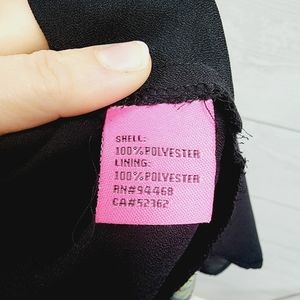 SHELL:
100%POLYESTER
LINING:
100%POLYESTER
RN#94468
CA#52362